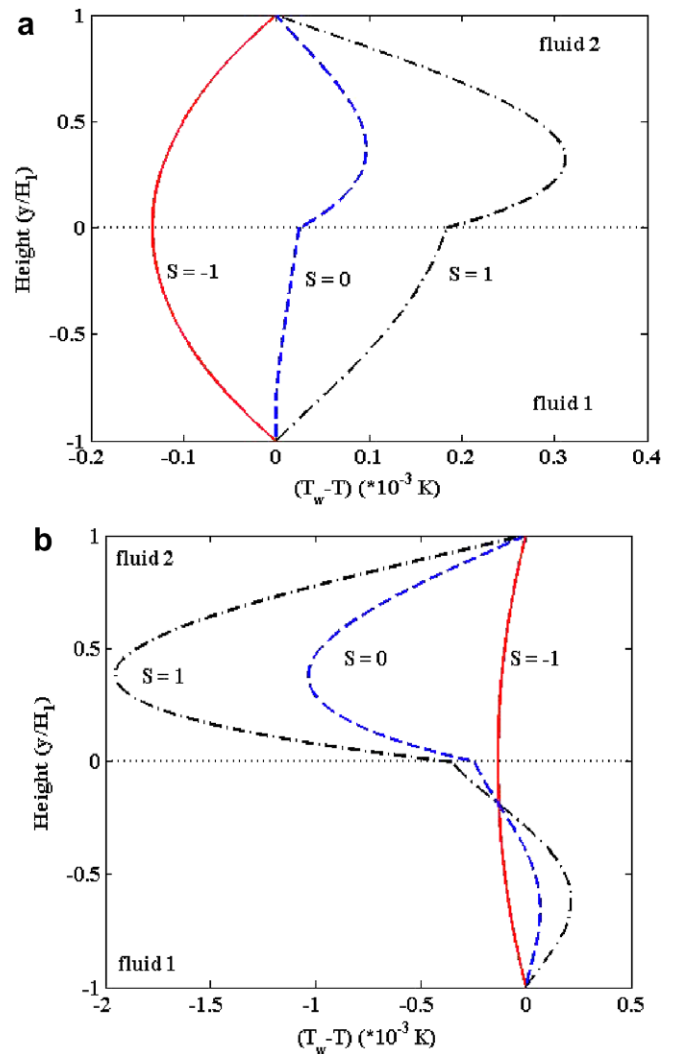 a
1
fluid 2
0.5
Height (y/H₁)
0
S = -1
S = 0
S = 1
-0.5
fluid 1
-1
-0.2 -0.1 0 0.1 0.2 0.3 0.4
(T_w-T) (*10⁻³ K)
b
1
fluid 2
0.5
S = 1
S = 0
S = -1
Height (y/H₁)
0
-0.5
fluid 1
-1
-2 -1.5 -1 -0.5 0 0.5
(T_w-T) (*10⁻³ K)